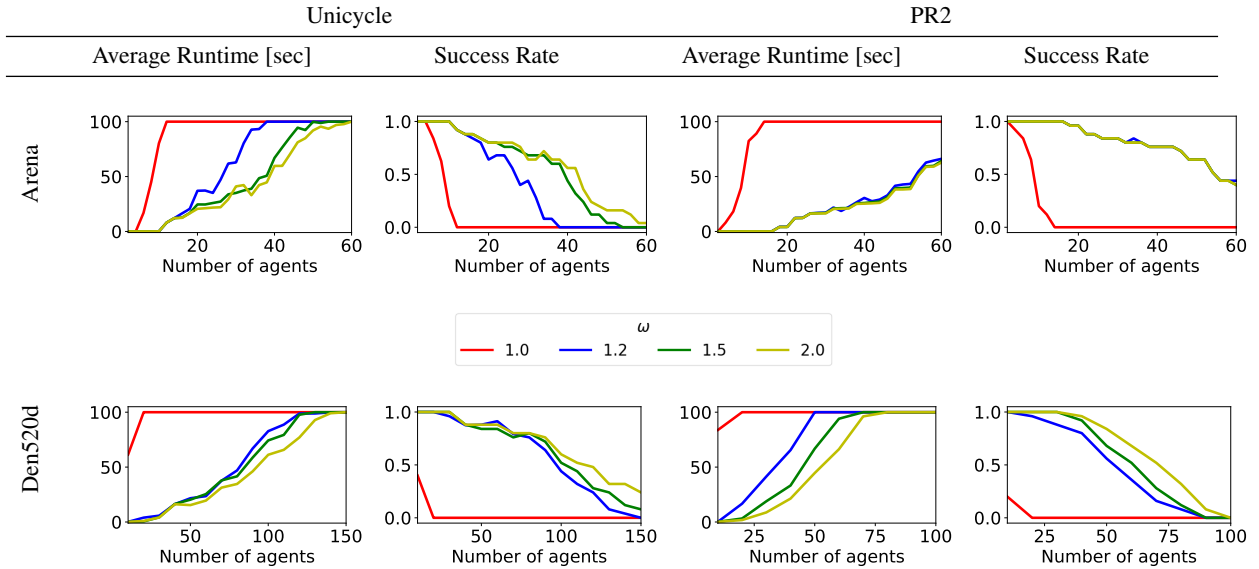 Unicycle PR2
Average Runtime [sec] Success Rate Average Runtime [sec] Success Rate
Arena
100
50
0
20 40 60
Number of agents
1.0
0.5
0.0
20 40 60
Number of agents
100
50
0
20 40 60
Number of agents
1.0
0.5
0.0
20 40 60
Number of agents
ω
1.0 1.2 1.5 2.0
Den520d
100
50
0
50 100 150
Number of agents
1.0
0.5
0.0
50 100 150
Number of agents
100
50
0
25 50 75 100
Number of agents
1.0
0.5
0.0
25 50 75 100
Number of agents